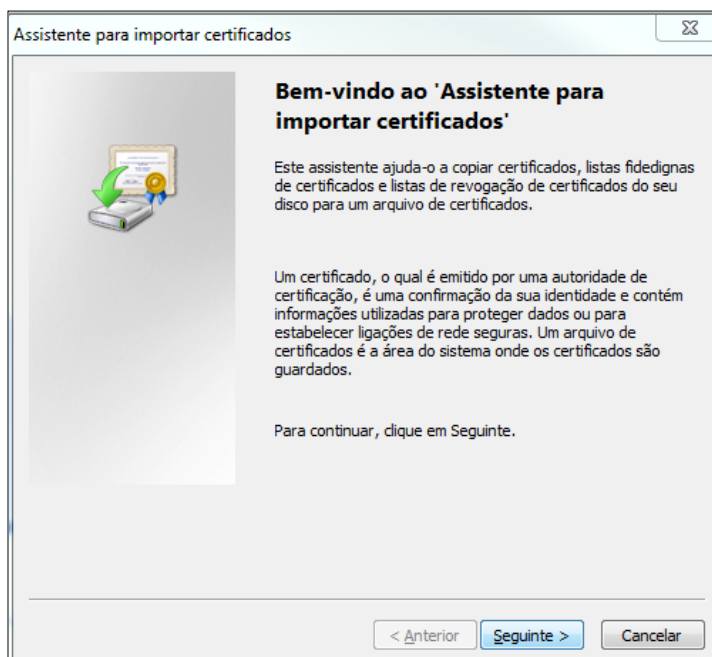 Assistente para importar certificados
Bem-vindo ao 'Assistente para
importar certificados'
Este assistente ajuda-o a copiar certificados, listas fidedignas
de certificados e listas de revogação de certificados do seu
disco para um arquivo de certificados.
Um certificado, o qual é emitido por uma autoridade de
certificação, é uma confirmação da sua identidade e contém
informações utilizadas para proteger dados ou para
estabelecer ligações de rede seguras. Um arquivo de
certificados é a área do sistema onde os certificados são
guardados.
Para continuar, clique em Seguinte.
< Anterior
Seguinte >
Cancelar